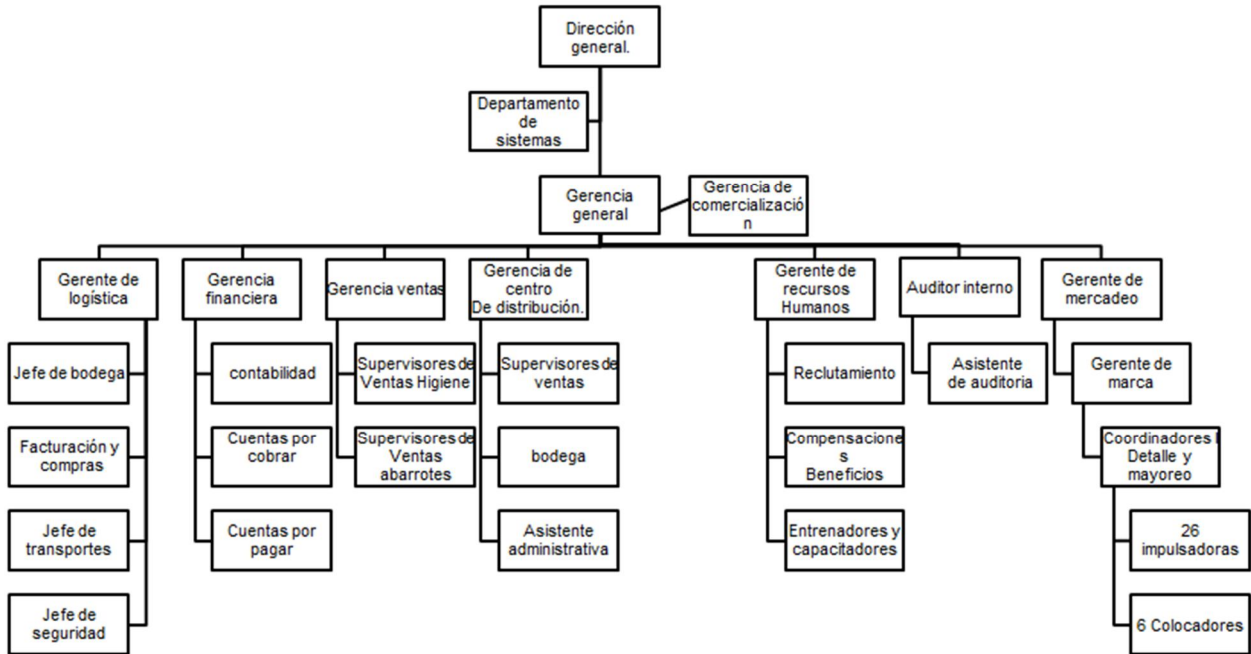 Dirección
general.
Departamento
de
sistemas
Gerencia
general
Gerencia de
comercializació
n
Gerente de
logística
Gerencia
financiera
Gerencia ventas
Gerencia de
centro
De distribución.
Gerente de
recursos
Humanos
Auditor interno
Gerente de
mercadeo
Jefe de bodega
contabilidad
Supervisores de
Ventas Higiene
Supervisores de
ventas
Reclutamiento
Asistente
de auditoria
Gerente de
marca
Facturación y
compras
Cuentas por
cobrar
Supervisores de
Ventas
abarrotes
bodega
Compensacione
s
Beneficios
Coordinadores
Detalle y
mayoreo
Jefe de
transportes
Cuentas por
pagar
Asistente
administrativa
Entrenadores y
capacitadores
26
impulsadoras
Jefe de
seguridad
6 Colocadores